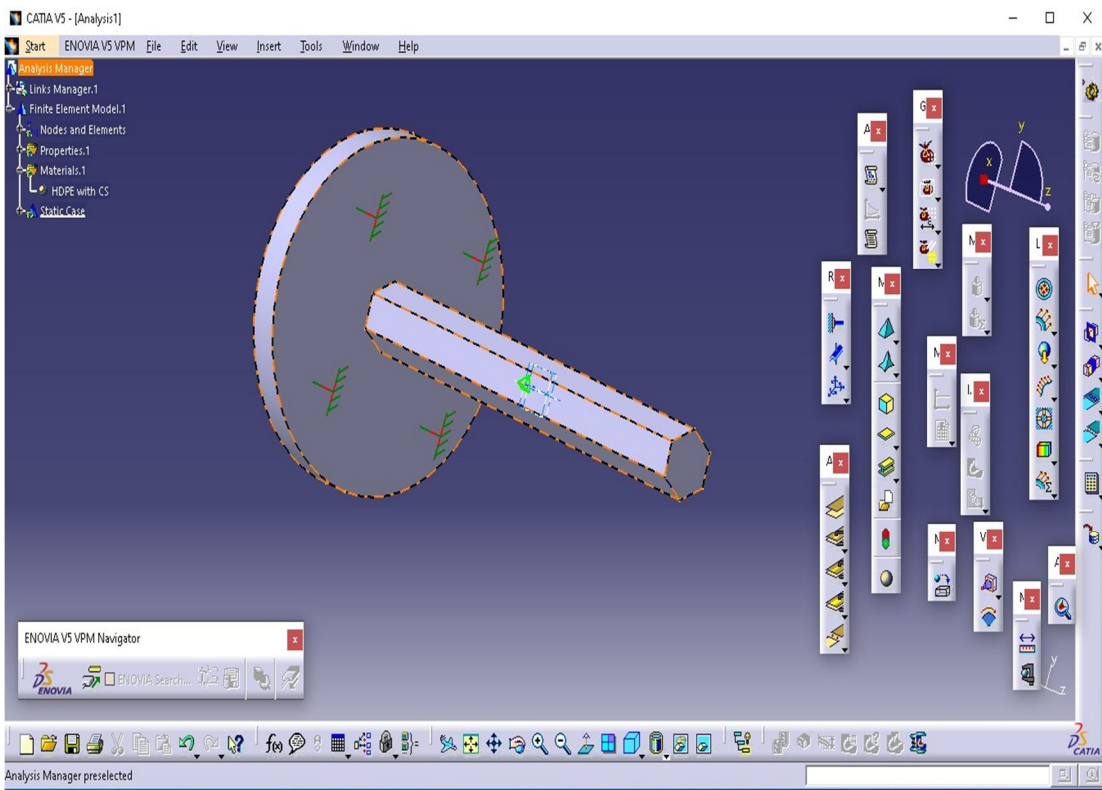 CATIA V5 - [Analysis1]
Start ENOVIA V5 VPM File Edit View Insert Tools Window Help
Analysis Manager
Links Manager.1
Finite Element Model.1
Nodes and Elements
Properties.1
Materials.1
HDPE with CS
Static Case
G
A
y
x
z
M
L
R
M
A
V
A
y
z
ENOVIA V5 VPM Navigator
DS ENOVIA
ENOVIA Search...
f(x)
DS CATIA
Analysis Manager preselected